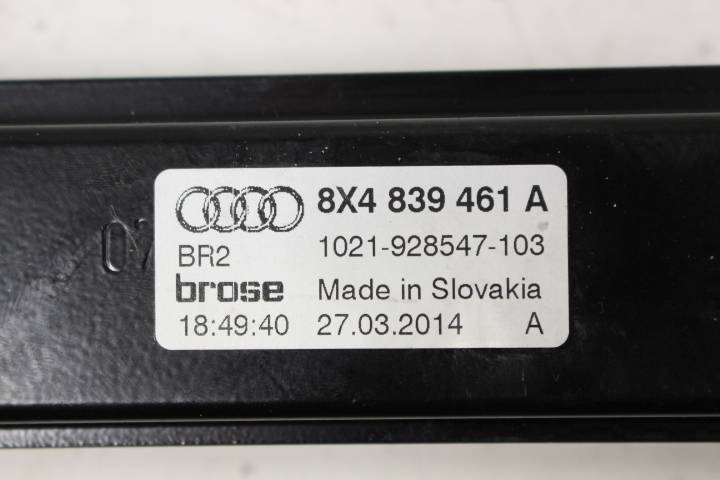 8X4 839 461 A
BR2 1021-928547-103
brose Made in Slovakia
18:49:40 27.03.2014 A